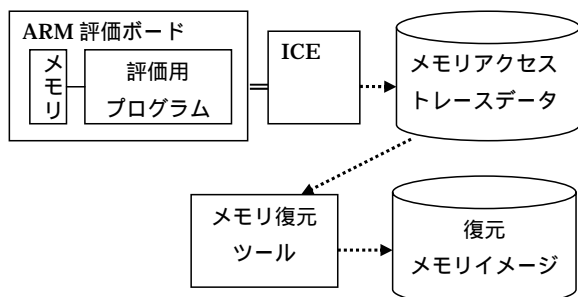 ARM 評価ボード
メモリ
評価用
プログラム
ICE
メモリアクセス
トレースデータ
メモリ復元
ツール
復元
メモリイメージ